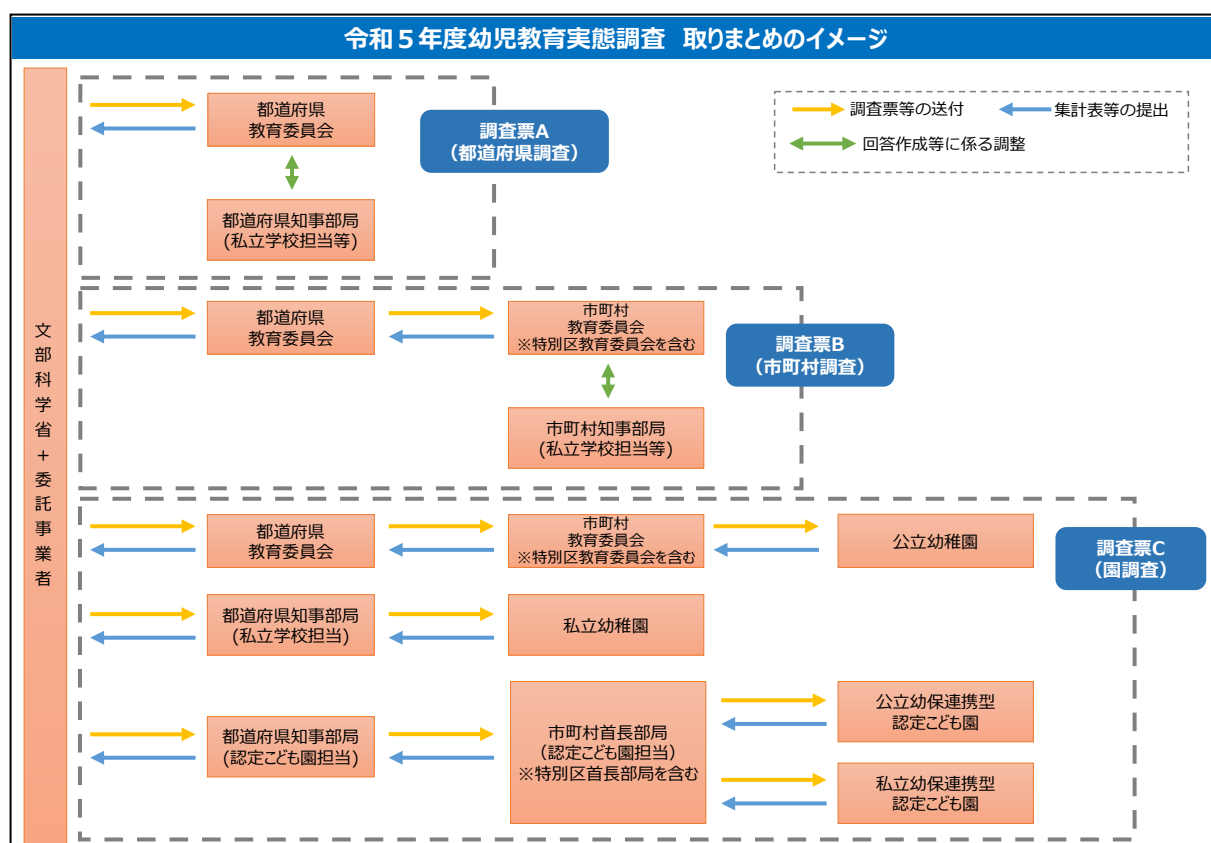 令和５年度幼児教育実態調査 取りまとめのイメージ
文部科学省＋委託事業者
調査票等の送付
集計表等の提出
回答作成等に係る調整
都道府県
教育委員会
都道府県知事部局
(私立学校担当等)
調査票A
（都道府県調査）
都道府県
教育委員会
市町村
教育委員会
※特別区教育委員会を含む
市町村知事部局
(私立学校担当等)
調査票B
（市町村調査）
都道府県
教育委員会
市町村
教育委員会
※特別区教育委員会を含む
公立幼稚園
調査票C
（園調査）
都道府県知事部局
(私立学校担当)
私立幼稚園
都道府県知事部局
(認定こども園担当)
市町村首長部局
(認定こども園担当)
※特別区首長部局を含む
公立幼保連携型
認定こども園
私立幼保連携型
認定こども園